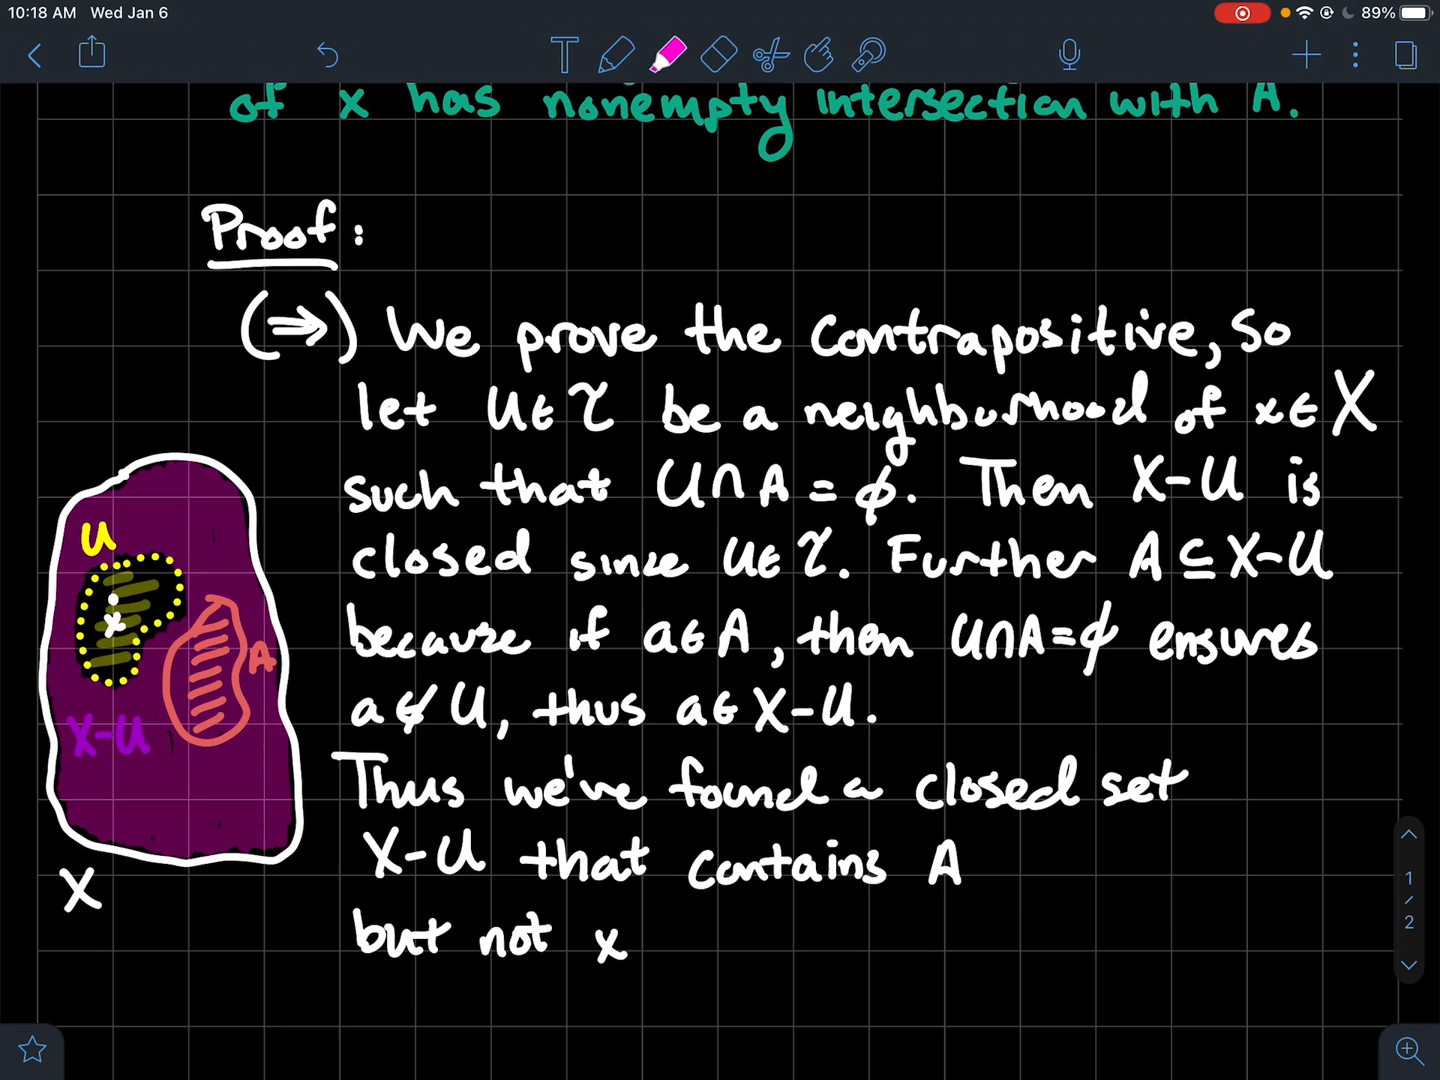 10:18 AM Wed Jan 6
89%
of x has nonempty intersection with A.
Proof:
(⇒) We prove the contrapositive, so
let U∈τ be a neighborhood of x∈X
such that U∩A=∅. Then X-U is
closed since U∈τ. Further A⊆X-U
because if a∈A, then U∩A=∅ ensures
a∉U, thus a∈X-U.
Thus we've found a closed set
X-U that contains A
but not x
U
x
A
X-U
X
1
/
2